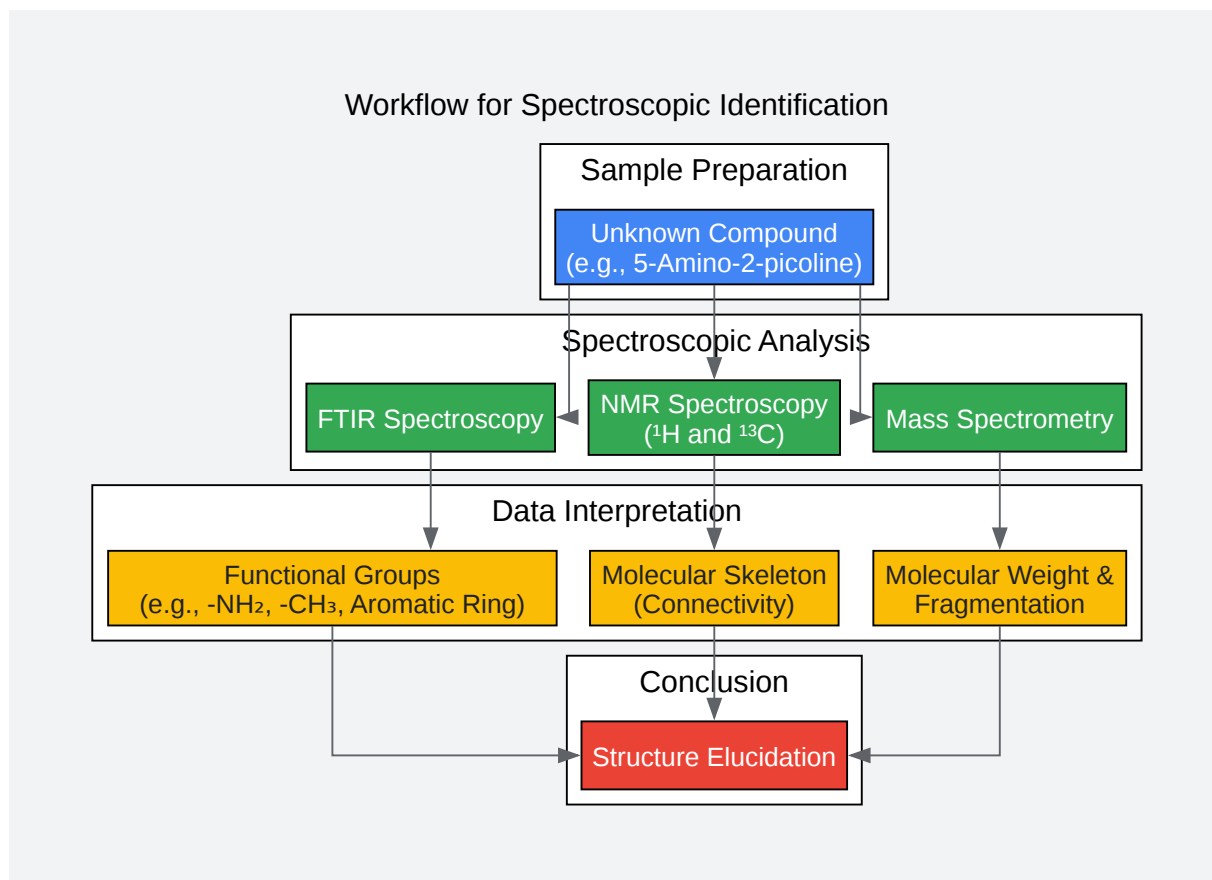 Workflow for Spectroscopic Identification
Sample Preparation
Unknown Compound
(e.g., 5-Amino-2-picoline)
Spectroscopic Analysis
FTIR Spectroscopy
NMR Spectroscopy
(¹H and ¹³C)
Mass Spectrometry
Data Interpretation
Functional Groups
(e.g., -NH₂, -CH₃, Aromatic Ring)
Molecular Skeleton
(Connectivity)
Molecular Weight &
Fragmentation
Conclusion
Structure Elucidation